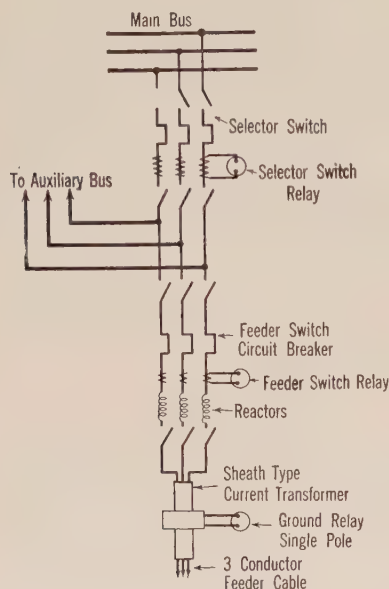 Main Bus
Selector Switch
To Auxiliary Bus
Selector Switch
Relay
Feeder Switch
Circuit Breaker
Feeder Switch Relay
Reactors
Sheath Type
Current Transformer
Ground Relay
Single Pole
3 Conductor
Feeder Cable